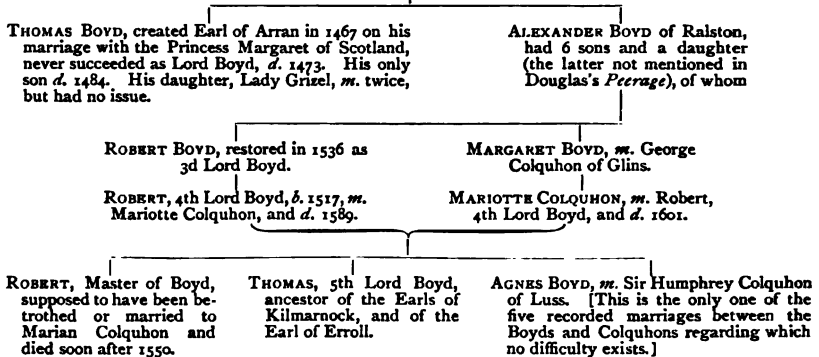 THOMAS BOYD, created Earl of Arran in 1467 on his
marriage with the Princess Margaret of Scotland,
never succeeded as Lord Boyd, d. 1473. His only
son d. 1484. His daughter, Lady Grizel, m. twice,
but had no issue.
ALEXANDER BOYD of Ralston,
had 6 sons and a daughter
(the latter not mentioned in
Douglas's Peerage), of whom
ROBERT BOYD, restored in 1536 as
3d Lord Boyd.
MARGARET BOYD, m. George
Colquhon of Glins.
ROBERT, 4th Lord Boyd, b. 1517, m.
Mariotte Colquhon, and d. 1589.
MARIOTTE COLQUHON, m. Robert,
4th Lord Boyd, and d. 1601.
ROBERT, Master of Boyd,
supposed to have been be-
trothed or married to
Marian Colquhon and
died soon after 1550.
THOMAS, 5th Lord Boyd,
ancestor of the Earls of
Kilmarnock, and of the
Earl of Erroll.
AGNES BOYD, m. Sir Humphrey Colquhon
of Luss. [This is the only one of the
five recorded marriages between the
Boyds and Colquhons regarding which
no difficulty exists.]